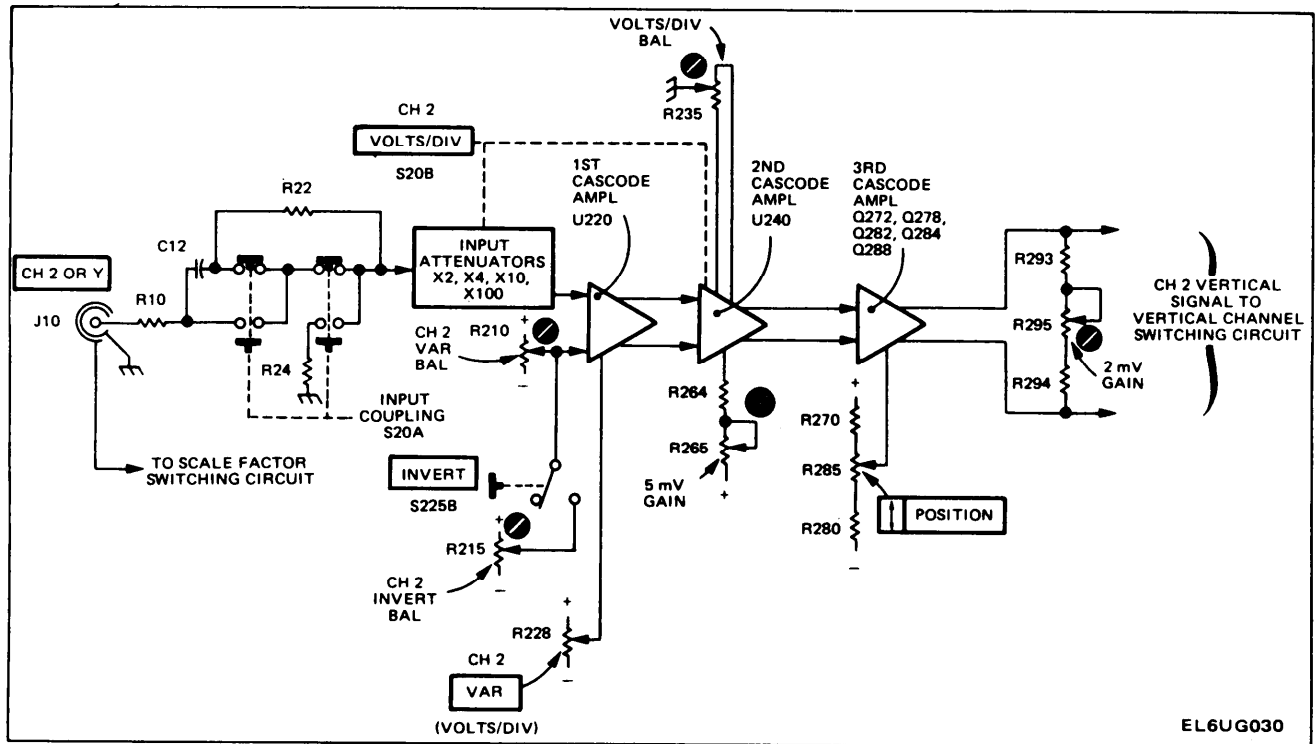 VOLTS/DIV
BAL
R235
CH 2
VOLTS/DIV
S20B
1ST
CASCODE
AMPL
U220
2ND
CASCODE
AMPL
U240
3RD
CASCODE
AMPL
Q272, Q278,
Q282, Q284
Q288
R22
C12
INPUT
ATTENUATORS
X2, X4, X10,
X100
CH 2 OR Y
J10
R10
R24
INPUT
COUPLING
S20A
TO SCALE FACTOR
SWITCHING CIRCUIT
CH 2
VAR
BAL
R210
+
−
INVERT
S225B
+
R215
−
CH 2
INVERT
BAL
+
R228
−
CH 2
VAR
(VOLTS/DIV)
R264
R265
5 mV
GAIN
+
+
R270
R285
R280
−
POSITION
R293
R295
R294
2 mV
GAIN
CH 2 VERTICAL
SIGNAL TO
VERTICAL CHANNEL
SWITCHING CIRCUIT
EL6UG030